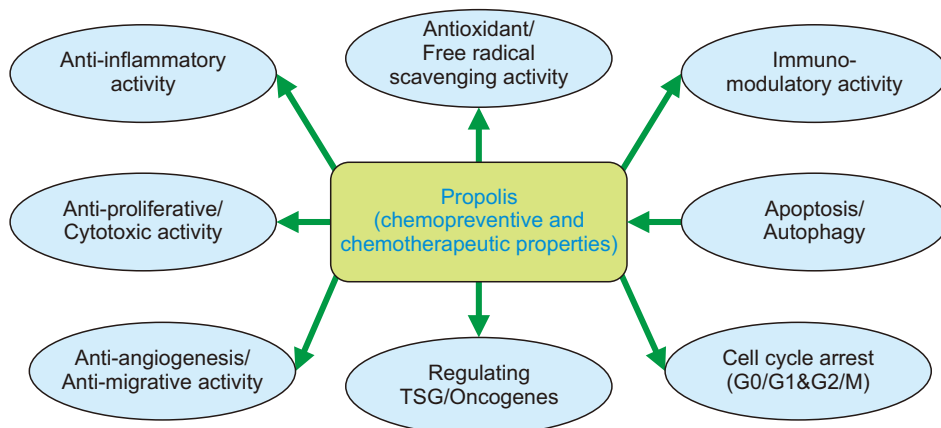 Anti-inflammatory
activity
Antioxidant/
Free radical
scavenging activity
Immuno-
modulatory activity
Anti-proliferative/
Cytotoxic activity
Propolis
(chemopreventive and
chemotherapeutic properties)
Apoptosis/
Autophagy
Anti-angiogenesis/
Anti-migrative activity
Regulating
TSG/Oncogenes
Cell cycle arrest
(G0/G1&G2/M)